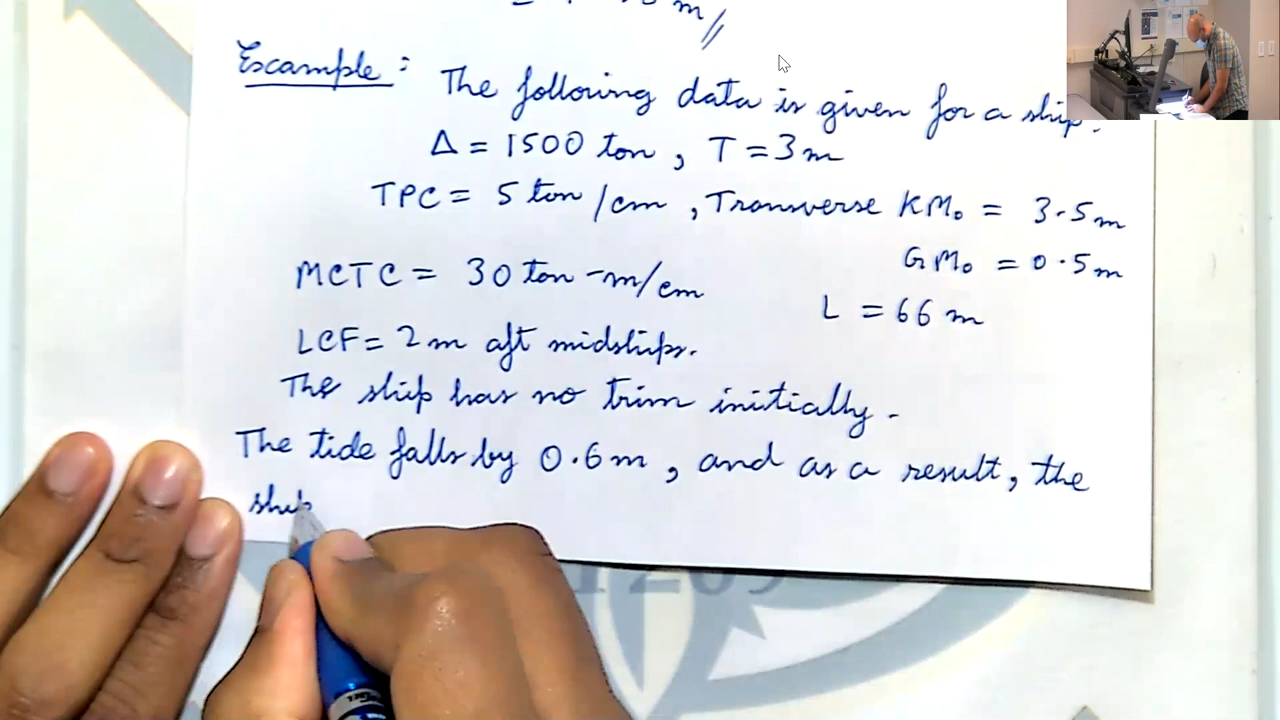 m//
Example : The following data is given for a ship.
Δ = 1500 ton , T = 3 m
TPC = 5 ton / cm , Transverse KM₀ = 3.5 m
GM₀ = 0.5 m
MCTC = 30 ton - m/cm
L = 66 m
LCF = 2 m aft midships.
The ship has no trim initially.
The tide falls by 0.6 m , and as a result, the
ship